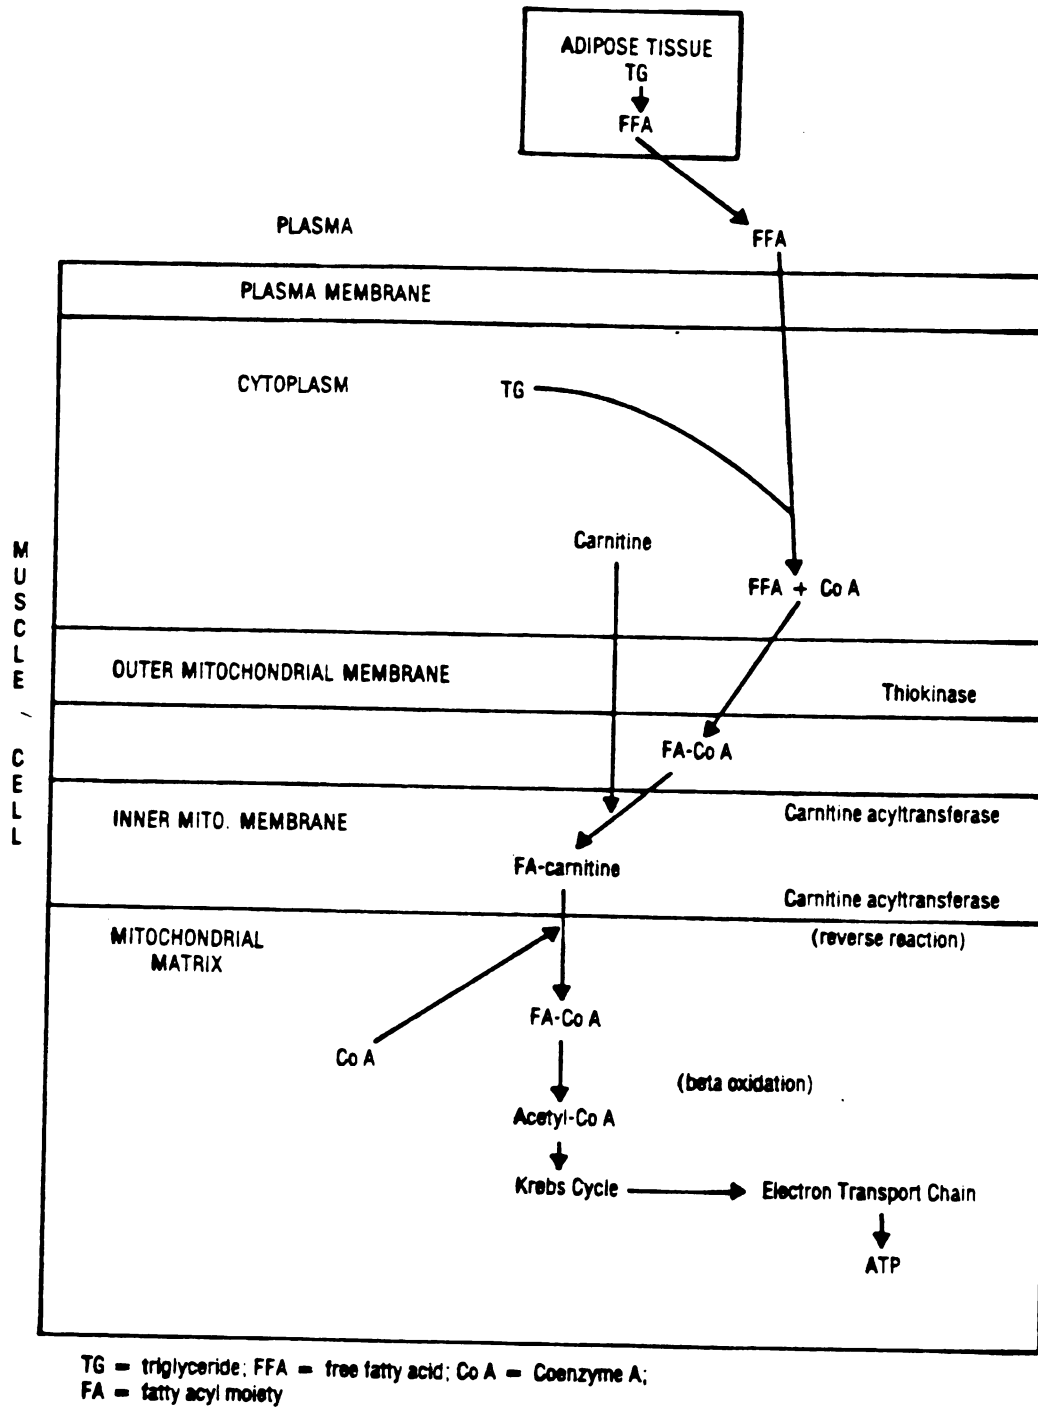 ADIPOSE TISSUE
TG
FFA
PLASMA
FFA
PLASMA MEMBRANE
CYTOPLASM
TG
Carnitine
FFA + Co A
MUSCLE CELL
OUTER MITOCHONDRIAL MEMBRANE
Thiokinase
FA-Co A
INNER MITO. MEMBRANE
Carnitine acyltransferase
FA-carnitine
Carnitine acyltransferase
(reverse reaction)
MITOCHONDRIAL
MATRIX
FA-Co A
Co A
(beta oxidation)
Acetyl-Co A
Krebs Cycle
Electron Transport Chain
ATP
TG = triglyceride; FFA = free fatty acid; Co A = Coenzyme A;
FA = fatty acyl moiety